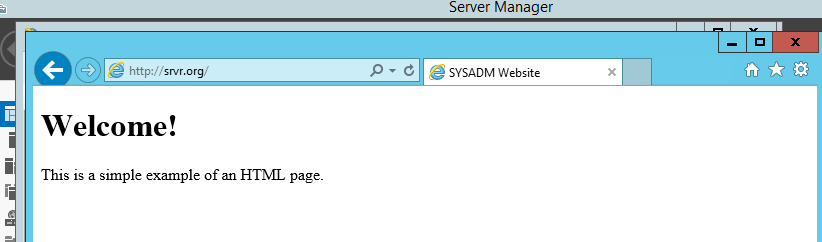 Server Manager
http://srvr.org/
SYSADM Website
Welcome!
This is a simple example of an HTML page.